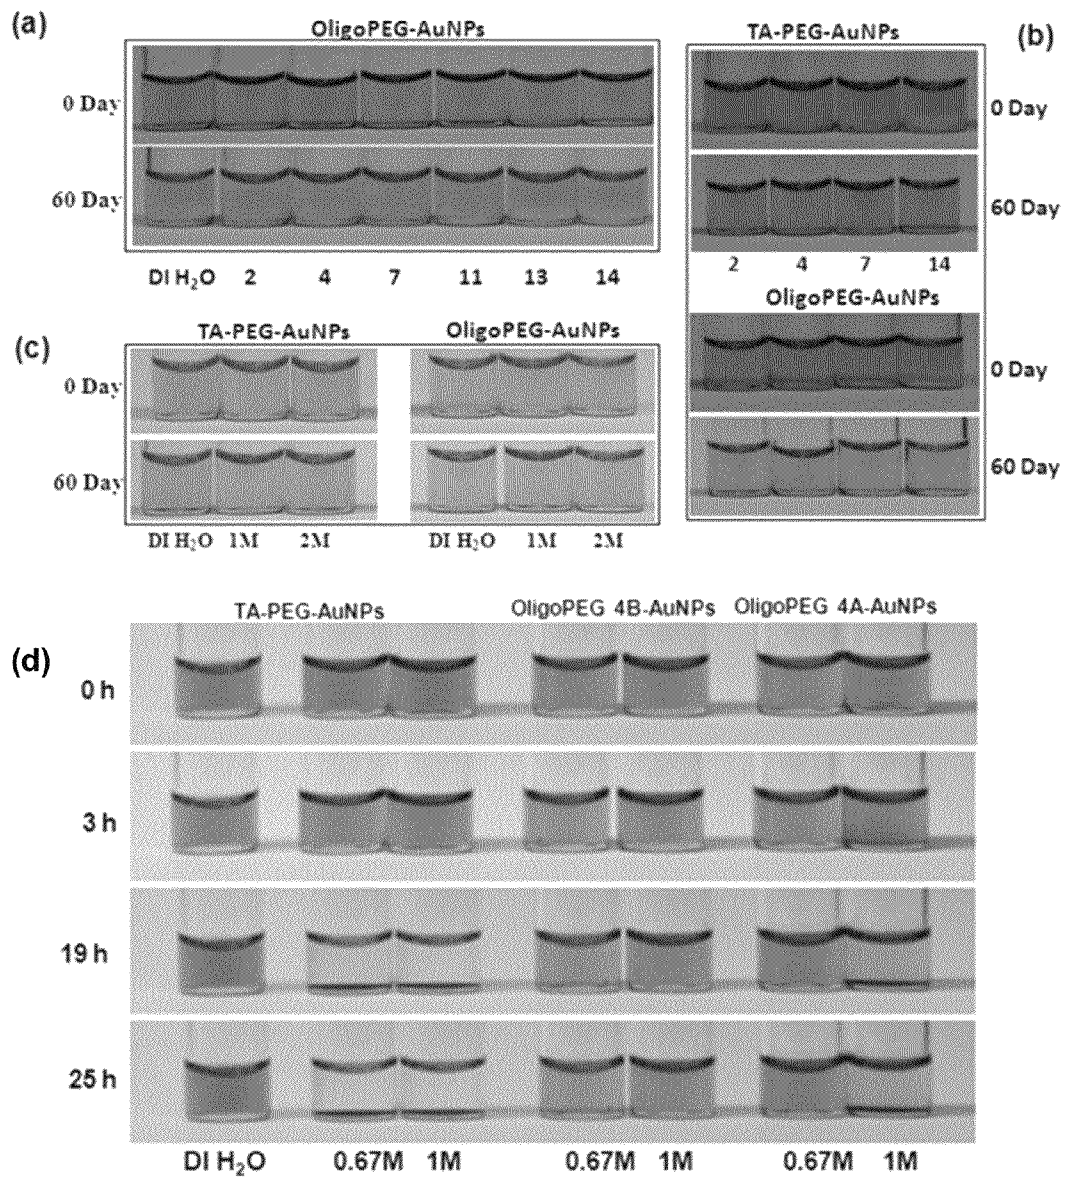 (a)
OligoPEG-AuNPs
0 Day
60 Day
DI H₂O 2 4 7 11 13 14
(b)
TA-PEG-AuNPs
0 Day
60 Day
2 4 7 14
OligoPEG-AuNPs
0 Day
60 Day
(c)
TA-PEG-AuNPs OligoPEG-AuNPs
0 Day
60 Day
DI H₂O 1M 2M DI H₂O 1M 2M
(d)
TA-PEG-AuNPs OligoPEG 4B-AuNPs OligoPEG 4A-AuNPs
0 h
3 h
19 h
25 h
DI H₂O 0.67M 1M 0.67M 1M 0.67M 1M